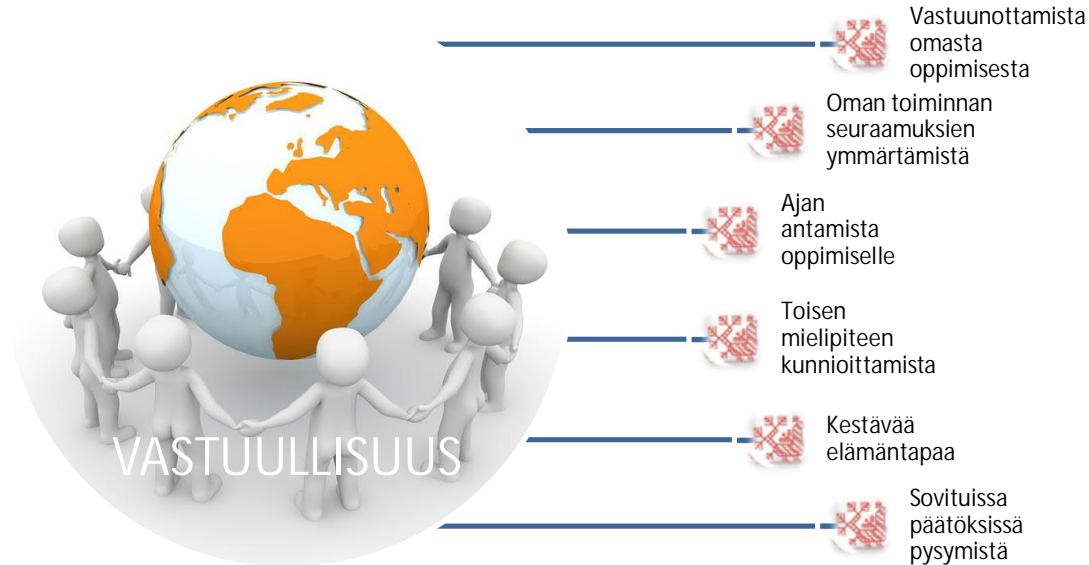 Vastuunottamista
omasta
oppimisesta
Oman toiminnan
seuraamuksien
ymmärtämistä
Ajan
antamista
oppimiselle
Toisen
mielipiteen
kunnioittamista
Kestävää
elämäntapaa
VASTUULLISUUS
Sovituissa
päätöksissä
pysymistä